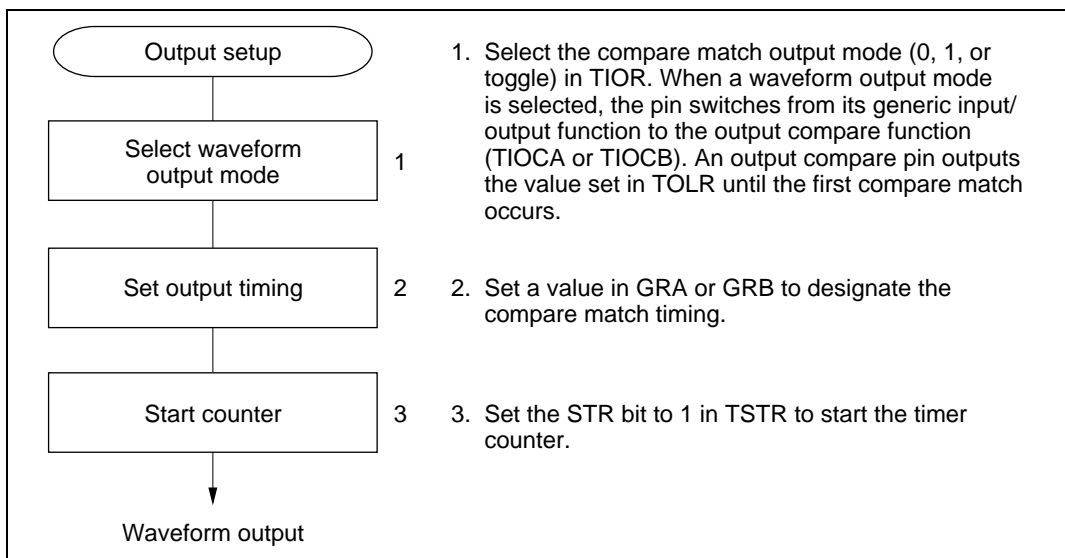 Output setup
Select waveform
output mode
1
Set output timing
2
Start counter
3
Waveform output
1. Select the compare match output mode (0, 1, or
toggle) in TIOR. When a waveform output mode
is selected, the pin switches from its generic input/
output function to the output compare function
(TIOCA or TIOCB). An output compare pin outputs
the value set in TOLR until the first compare match
occurs.
2. Set a value in GRA or GRB to designate the
compare match timing.
3. Set the STR bit to 1 in TSTR to start the timer
counter.